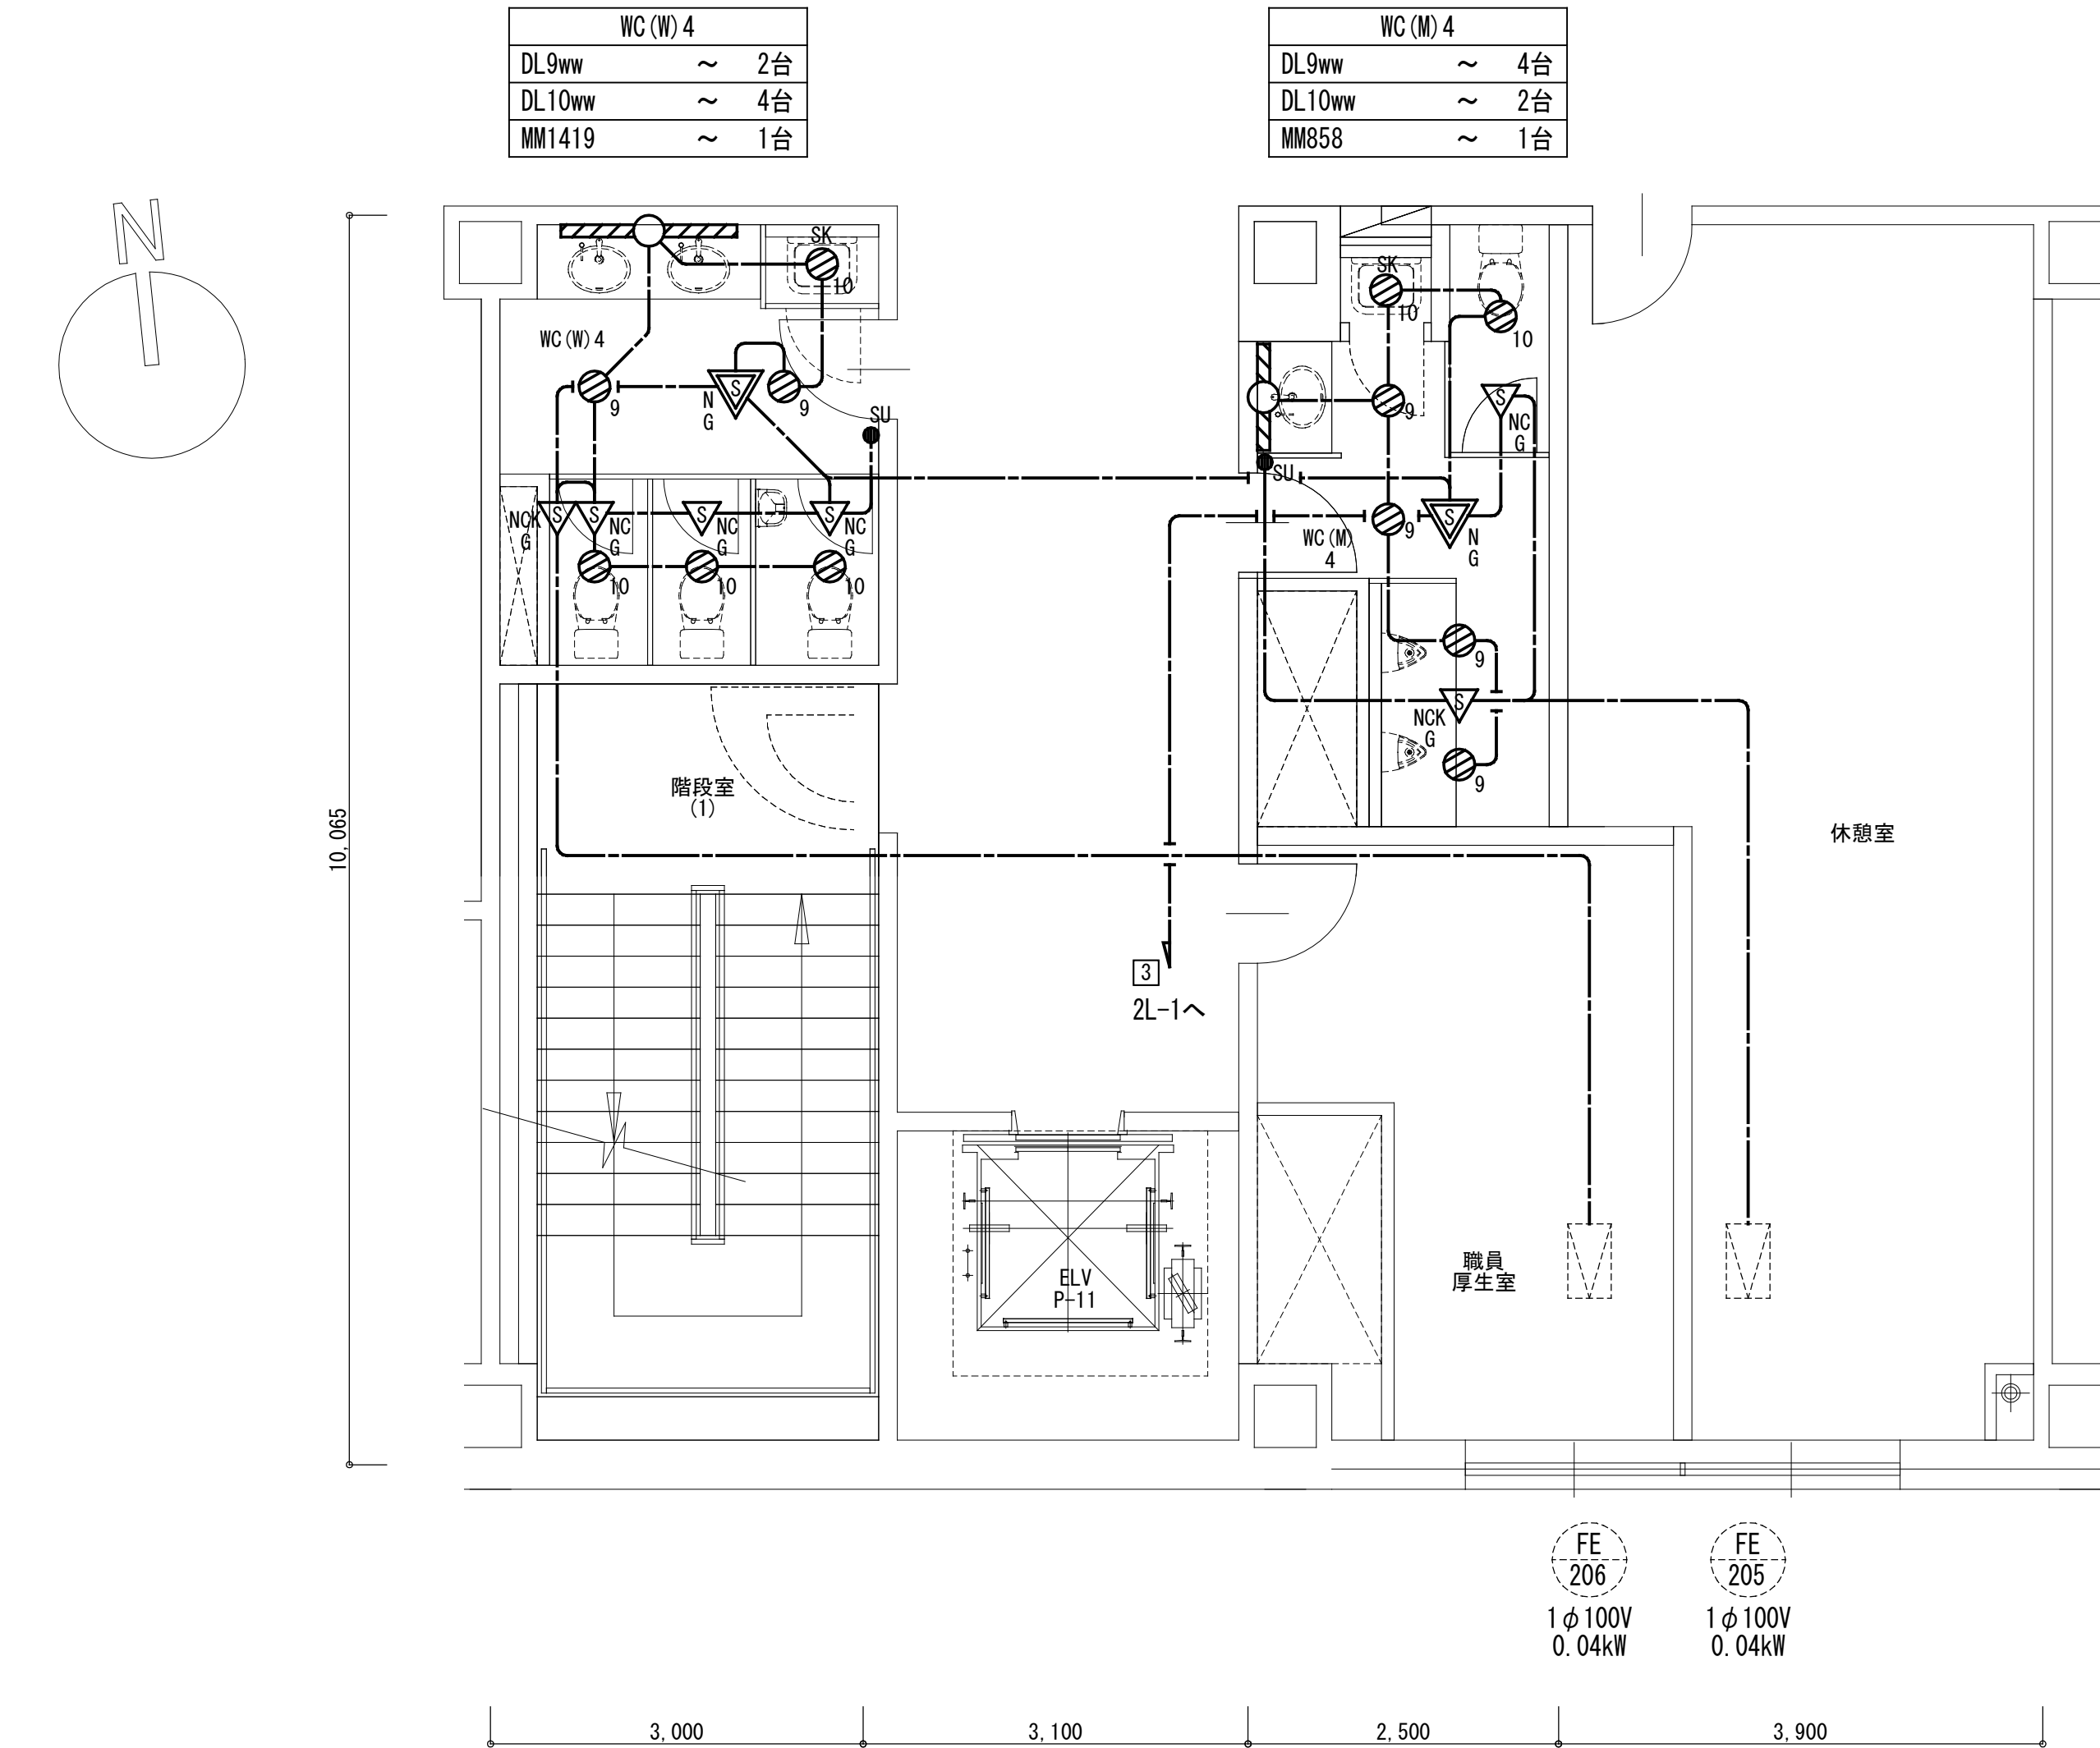 WC(W)4
DL9ww ～ 2台
DL10ww ～ 4台
MM1419 ～ 1台
WC(M)4
DL9ww ～ 4台
DL10ww ～ 2台
MM858 ～ 1台
N
SK
10
WC(W)4
9
S
N
G
9
SU
NCK
G
S
S
NC
G
S
NC
G
S
NC
G
10
10
10
SK
10
10
9
S
NC
G
SU
9
S
N
G
WC(M)
4
9
S
NCK
G
9
階段室
(1)
休憩室
10,065
3
2L-1へ
ELV
P-11
職員
厚生室
FE
206
1φ100V
0.04kW
FE
205
1φ100V
0.04kW
3,000
3,100
2,500
3,900